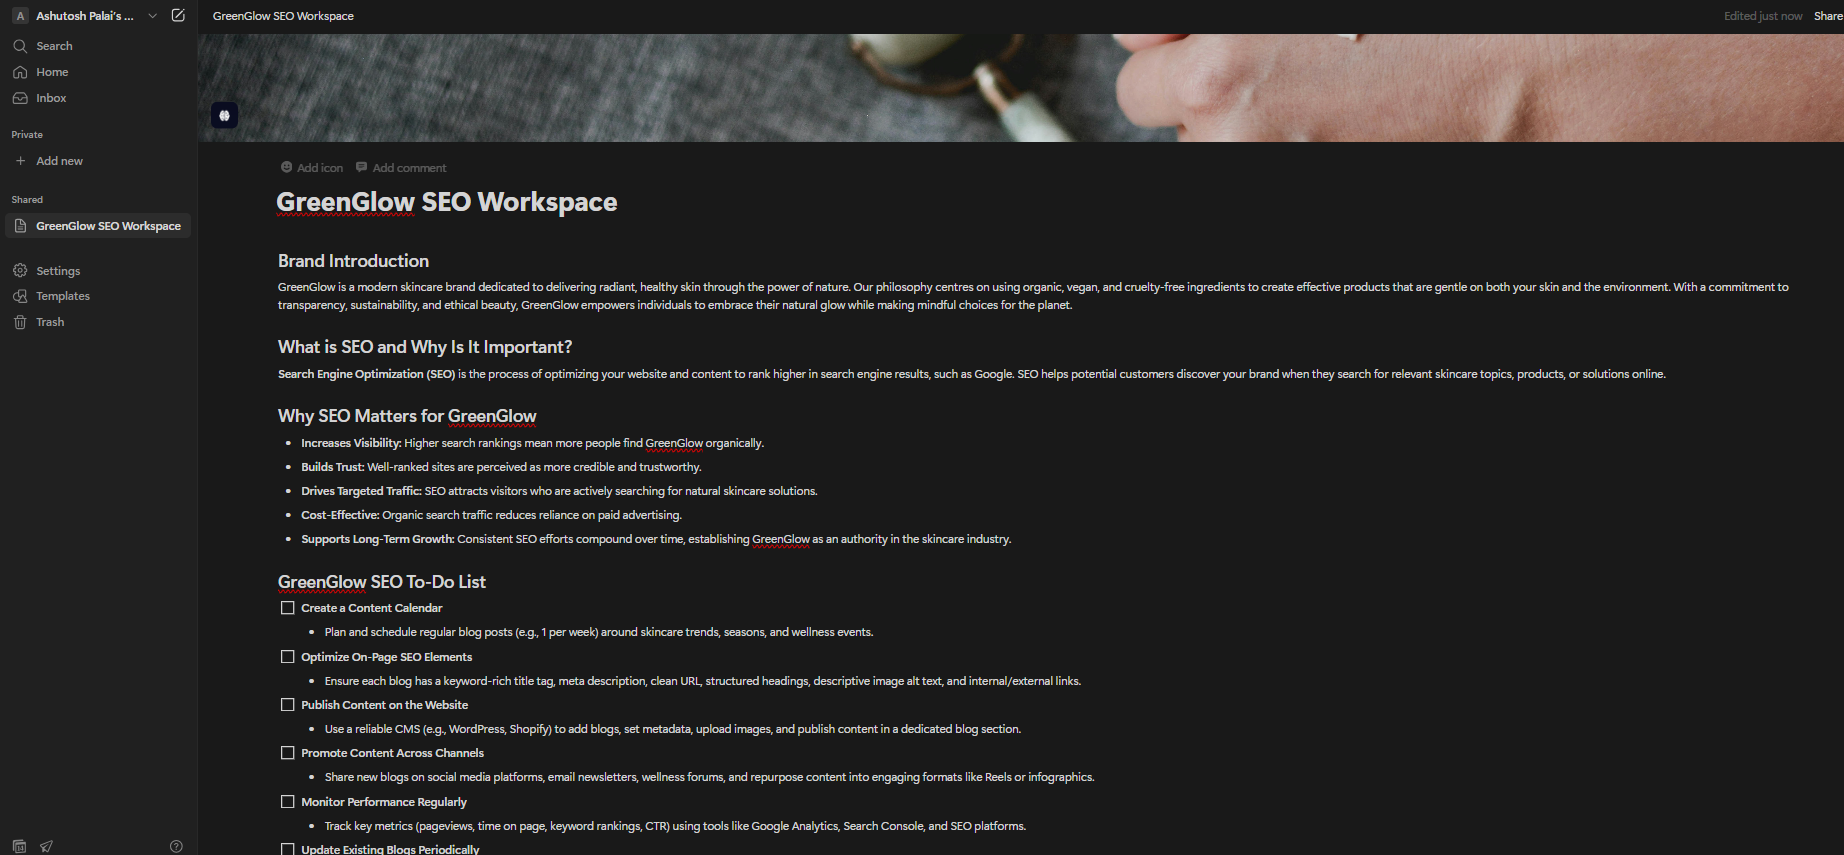 A Ashutosh Palai's ...
Search
Home
Inbox
Private
Add new
Shared
GreenGlow SEO Workspace
Settings
Templates
Trash
GreenGlow SEO Workspace
Edited just now Share
Add icon Add comment
GreenGlow SEO Workspace
Brand Introduction
GreenGlow is a modern skincare brand dedicated to delivering radiant, healthy skin through the power of nature. Our philosophy centres on using organic, vegan, and cruelty-free ingredients to create effective products that are gentle on both your skin and the environment. With a commitment to
transparency, sustainability, and ethical beauty, GreenGlow empowers individuals to embrace their natural glow while making mindful choices for the planet.
What is SEO and Why Is It Important?
Search Engine Optimization (SEO) is the process of optimizing your website and content to rank higher in search engine results, such as Google. SEO helps potential customers discover your brand when they search for relevant skincare topics, products, or solutions online.
Why SEO Matters for GreenGlow
• Increases Visibility: Higher search rankings mean more people find GreenGlow organically.
• Builds Trust: Well-ranked sites are perceived as more credible and trustworthy.
• Drives Targeted Traffic: SEO attracts visitors who are actively searching for natural skincare solutions.
• Cost-Effective: Organic search traffic reduces reliance on paid advertising.
• Supports Long-Term Growth: Consistent SEO efforts compound over time, establishing GreenGlow as an authority in the skincare industry.
GreenGlow SEO To-Do List
Create a Content Calendar
• Plan and schedule regular blog posts (e.g., 1 per week) around skincare trends, seasons, and wellness events.
Optimize On-Page SEO Elements
• Ensure each blog has a keyword-rich title tag, meta description, clean URL, structured headings, descriptive image alt text, and internal/external links.
Publish Content on the Website
• Use a reliable CMS (e.g., WordPress, Shopify) to add blogs, set metadata, upload images, and publish content in a dedicated blog section.
Promote Content Across Channels
• Share new blogs on social media platforms, email newsletters, wellness forums, and repurpose content into engaging formats like Reels or infographics.
Monitor Performance Regularly
• Track key metrics (pageviews, time on page, keyword rankings, CTR) using tools like Google Analytics, Search Console, and SEO platforms.
Update Existing Blogs Periodically